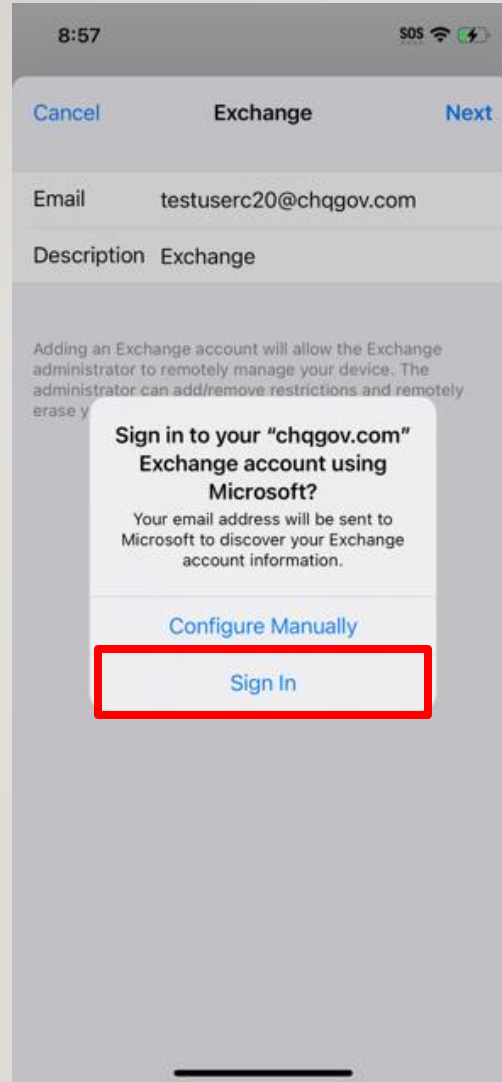 8:57 SOS
Cancel Exchange Next
Email testuserc20@chqgov.com
Description Exchange
Adding an Exchange account will allow the Exchange
administrator to remotely manage your device. The
administrator can add/remove restrictions and remotely
erase y
Sign in to your “chqgov.com”
Exchange account using
Microsoft?
Your email address will be sent to
Microsoft to discover your Exchange
account information.
Configure Manually
Sign In